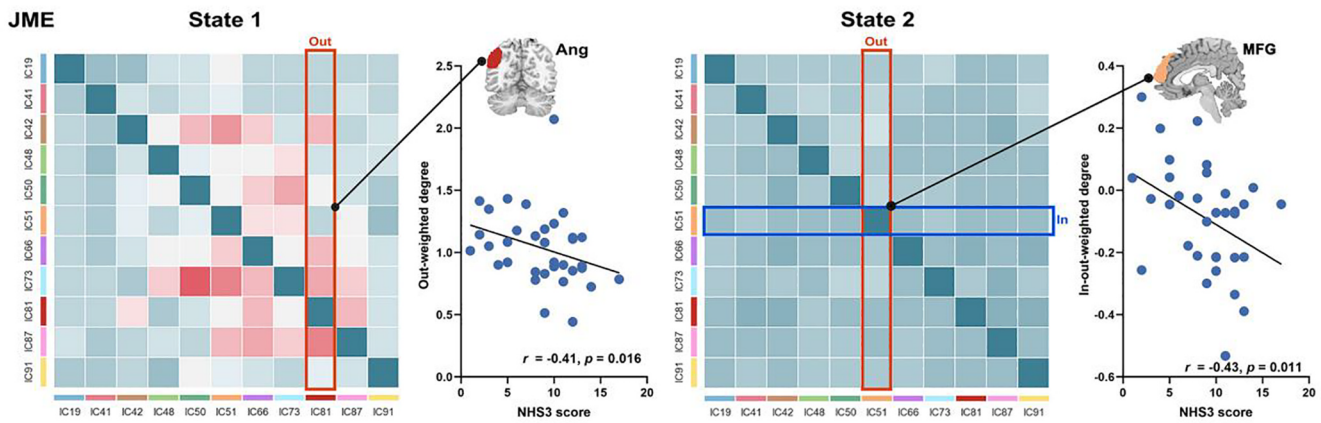 JME
State 1
State 2
Out
Ang
Out
MFG
IC19
IC41
IC42
IC48
IC50
IC51
IC66
IC73
IC81
IC87
IC91
IC19
IC41
IC42
IC48
IC50
IC51
IC66
IC73
IC81
IC87
IC91
Out-weighted degree
2.5
2.0
1.5
1.0
0.5
0.0
0
5
10
15
20
r = -0.41, p = 0.016
NHS3 score
IC19
IC41
IC42
IC48
IC50
IC51
IC66
IC73
IC81
IC87
IC91
In
IC19
IC41
IC42
IC48
IC50
IC51
IC66
IC73
IC81
IC87
IC91
In-out-weighted degree
0.4
0.2
0.0
-0.2
-0.4
-0.6
0
5
10
15
20
r = -0.43, p = 0.011
NHS3 score